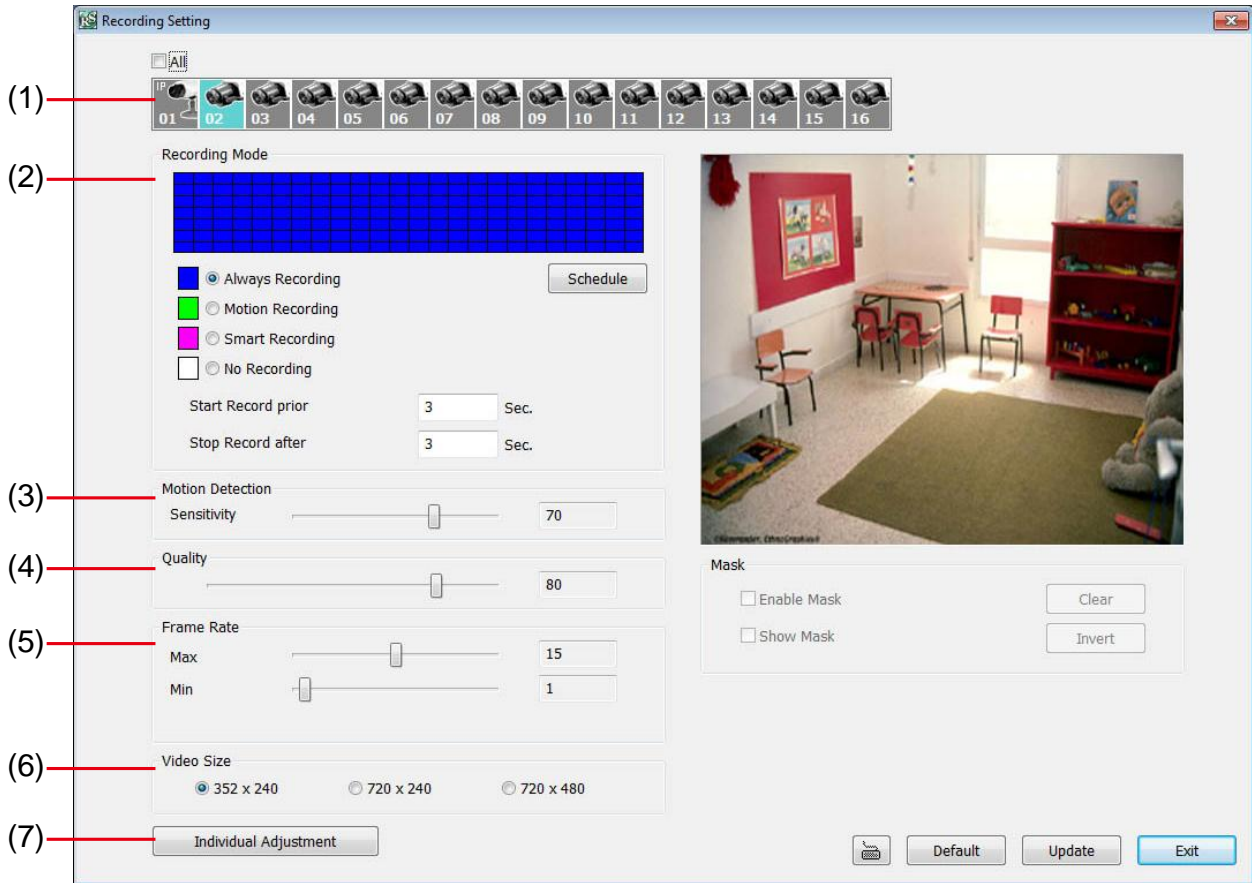 RS Recording Setting
All
(1)
IP
01 02 03 04 05 06 07 08 09 10 11 12 13 14 15 16
(2)
Recording Mode
Always Recording
Schedule
Motion Recording
Smart Recording
No Recording
Start Record prior 3 Sec.
Stop Record after 3 Sec.
(3)
Motion Detection
Sensitivity 70
(4)
Quality
80
(5)
Frame Rate
Max 15
Min 1
(6)
Video Size
352 x 240 720 x 240 720 x 480
(7)
Individual Adjustment
Mask
Enable Mask Clear
Show Mask Invert
Default Update Exit